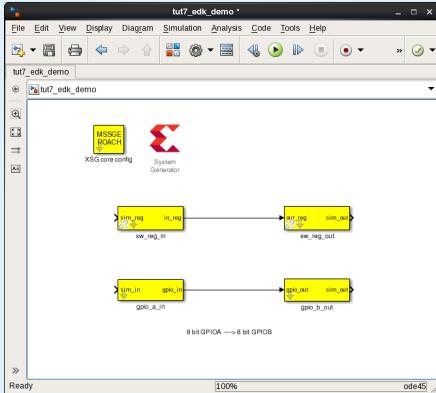 tut7_edk_demo *
File Edit View Display Diagram Simulation Analysis Code Tools Help
»
tut7_edk_demo
tut7_edk_demo
MSSGE
ROACH
XSG core config
System
Generator
sim_reg in_reg
out_reg sim_out
sw_reg_in
sw_reg_out
sim_in gpio_in
gpio_out sim_out
gpio_a_in
gpio_b_out
8 bit GPIOA ----> 8 bit GPIOB
»
Ready 100% ode45